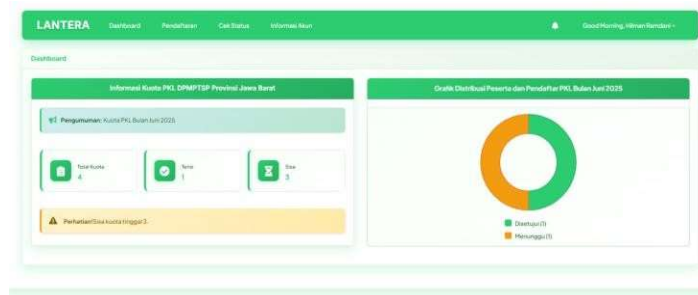 LANTERA Dashboard Pendaftaran Cek Status Informasi Akun Good Morning, Hilman Ramdani
Dashboard
Informasi Kuota PKL DPMPTSP Provinsi Jawa Barat
Pengumuman: Kuota PKL Bulan Juni 2025.
Total Kuota
4
Terisi
1
Sisa
3
Perhatian! Sisa kuota tinggal 3.
Grafik Distribusi Peserta dan Pendaftar PKL Bulan Juni 2025
Disetujui (1)
Menunggu (1)